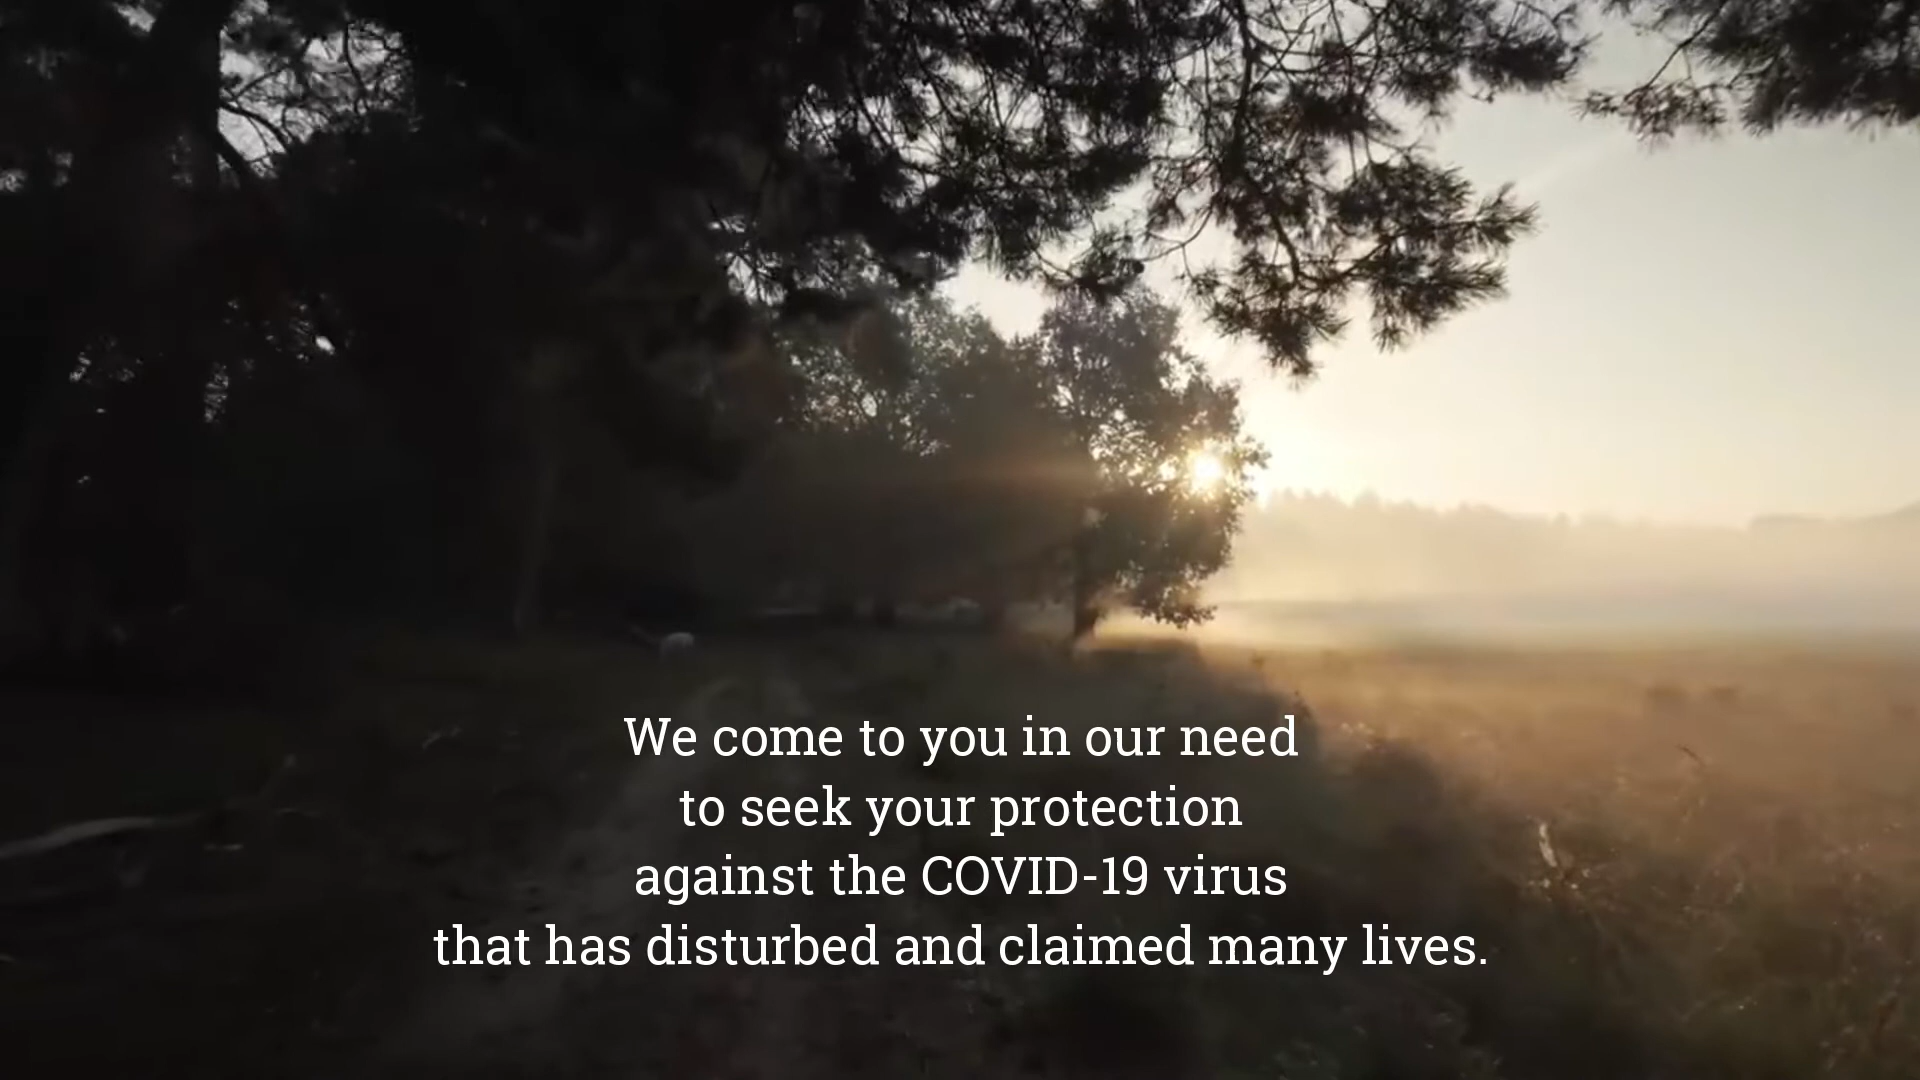 We come to you in our need
to seek your protection
against the COVID-19 virus
that has disturbed and claimed many lives.